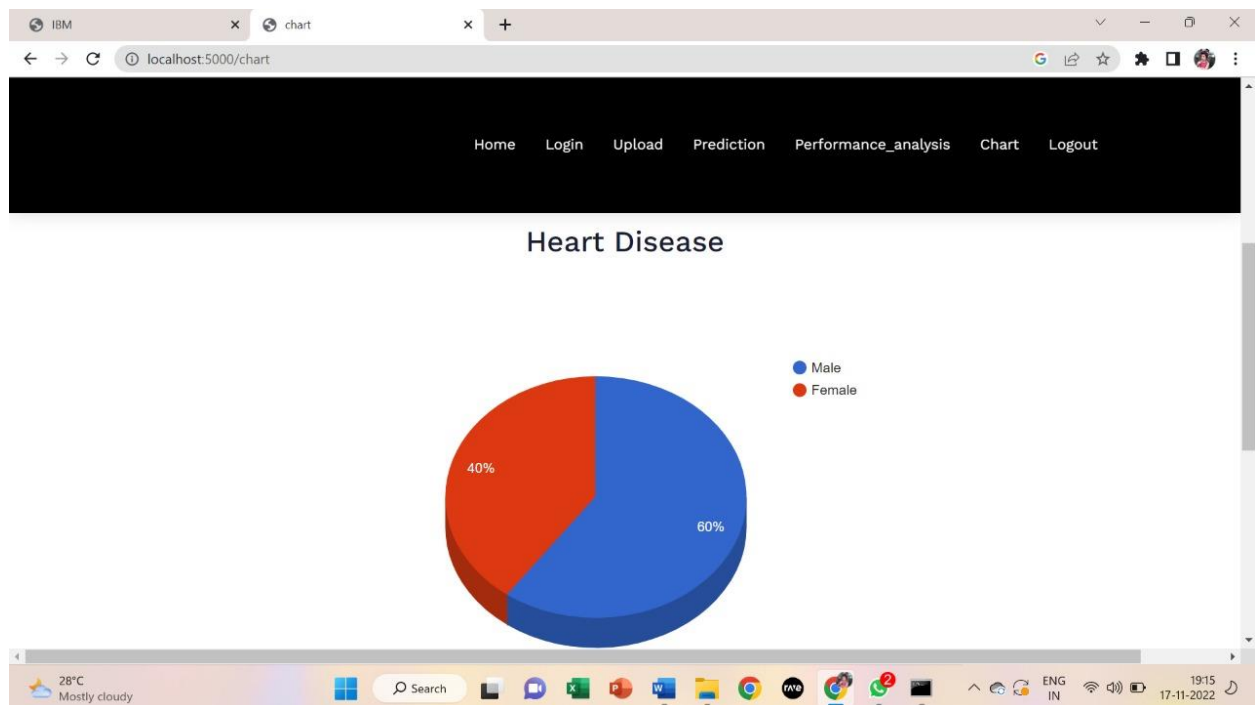 IBM
chart
localhost:5000/chart
Home Login Upload Prediction Performance_analysis Chart Logout
Heart Disease
Male
Female
40%
60%
28°C
Mostly cloudy
Search
2
ENG
IN
19:15
17-11-2022